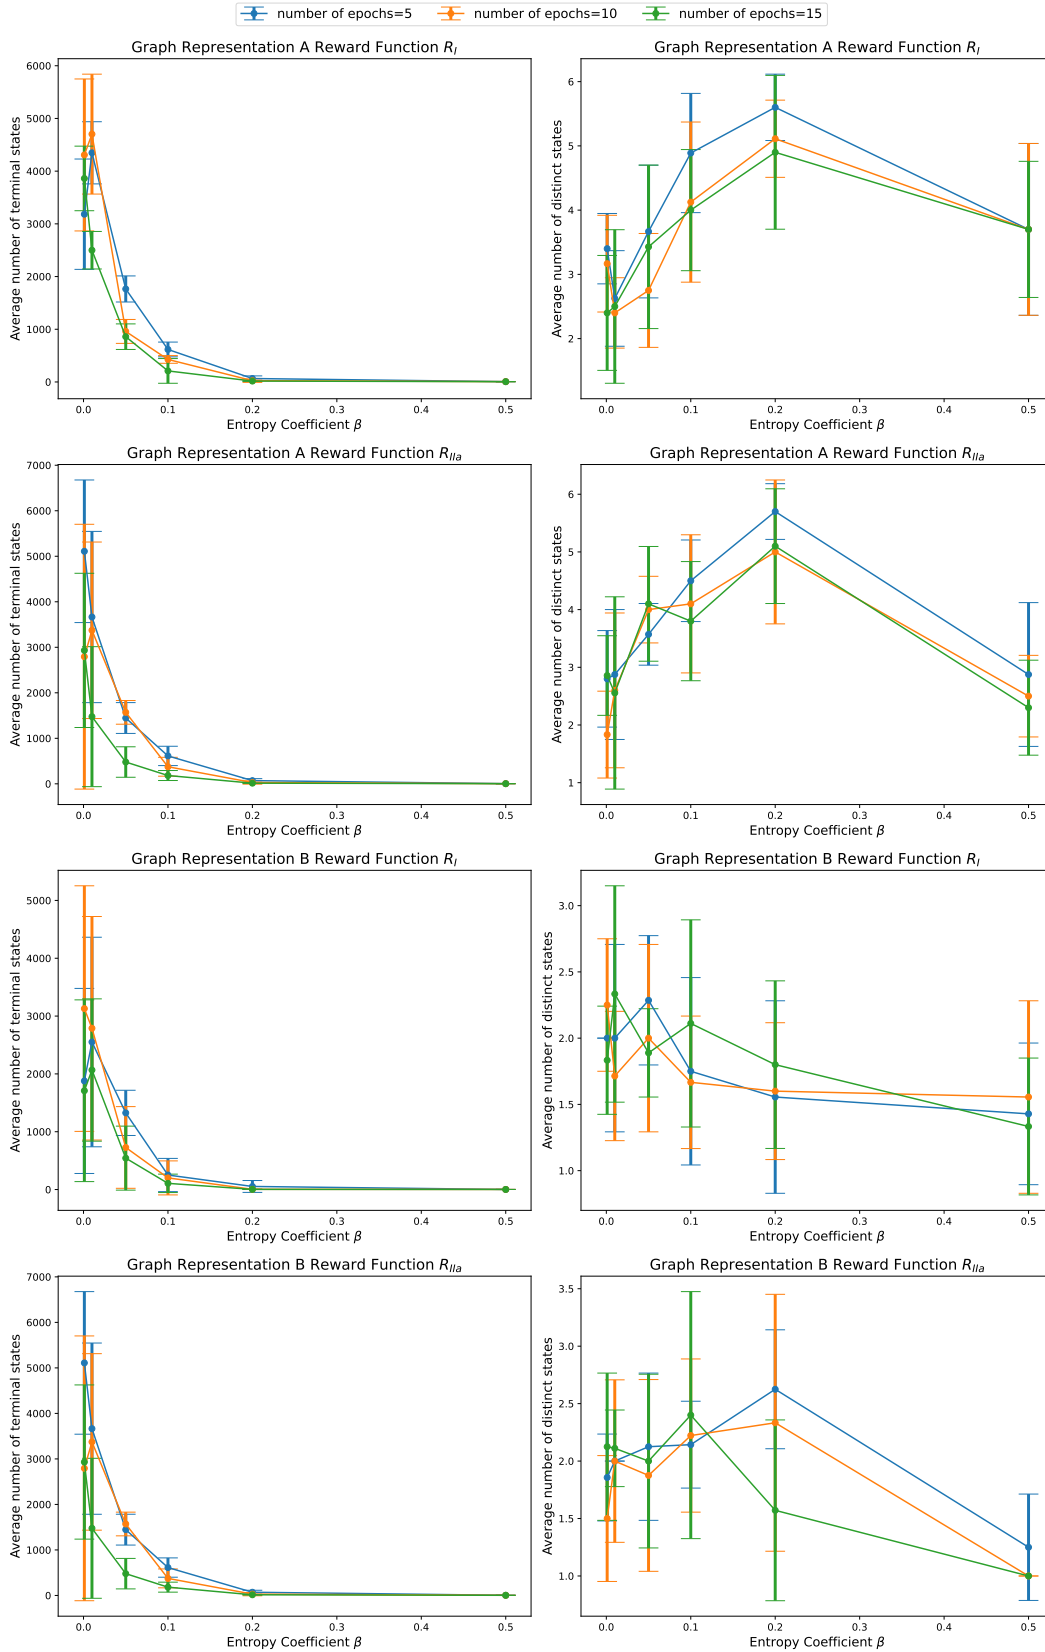 number of epochs=5 number of epochs=10 number of epochs=15
Graph Representation A Reward Function R_I
Average number of terminal states
6000
5000
4000
3000
2000
1000
0
0.0 0.1 0.2 0.3 0.4 0.5
Entropy Coefficient β
Graph Representation A Reward Function R_I
Average number of distinct states
6
5
4
3
2
0.0 0.1 0.2 0.3 0.4 0.5
Entropy Coefficient β
Graph Representation A Reward Function R_IIa
Average number of terminal states
7000
6000
5000
4000
3000
2000
1000
0
0.0 0.1 0.2 0.3 0.4 0.5
Entropy Coefficient β
Graph Representation A Reward Function R_IIa
Average number of distinct states
6
5
4
3
2
1
0.0 0.1 0.2 0.3 0.4 0.5
Entropy Coefficient β
Graph Representation B Reward Function R_I
Average number of terminal states
5000
4000
3000
2000
1000
0
0.0 0.1 0.2 0.3 0.4 0.5
Entropy Coefficient β
Graph Representation B Reward Function R_I
Average number of distinct states
3.0
2.5
2.0
1.5
1.0
0.0 0.1 0.2 0.3 0.4 0.5
Entropy Coefficient β
Graph Representation B Reward Function R_IIa
Average number of terminal states
7000
6000
5000
4000
3000
2000
1000
0
0.0 0.1 0.2 0.3 0.4 0.5
Entropy Coefficient β
Graph Representation B Reward Function R_IIa
Average number of distinct states
3.5
3.0
2.5
2.0
1.5
1.0
0.0 0.1 0.2 0.3 0.4 0.5
Entropy Coefficient β